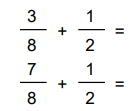 3/8 + 1/2 =
7/8 + 1/2 =